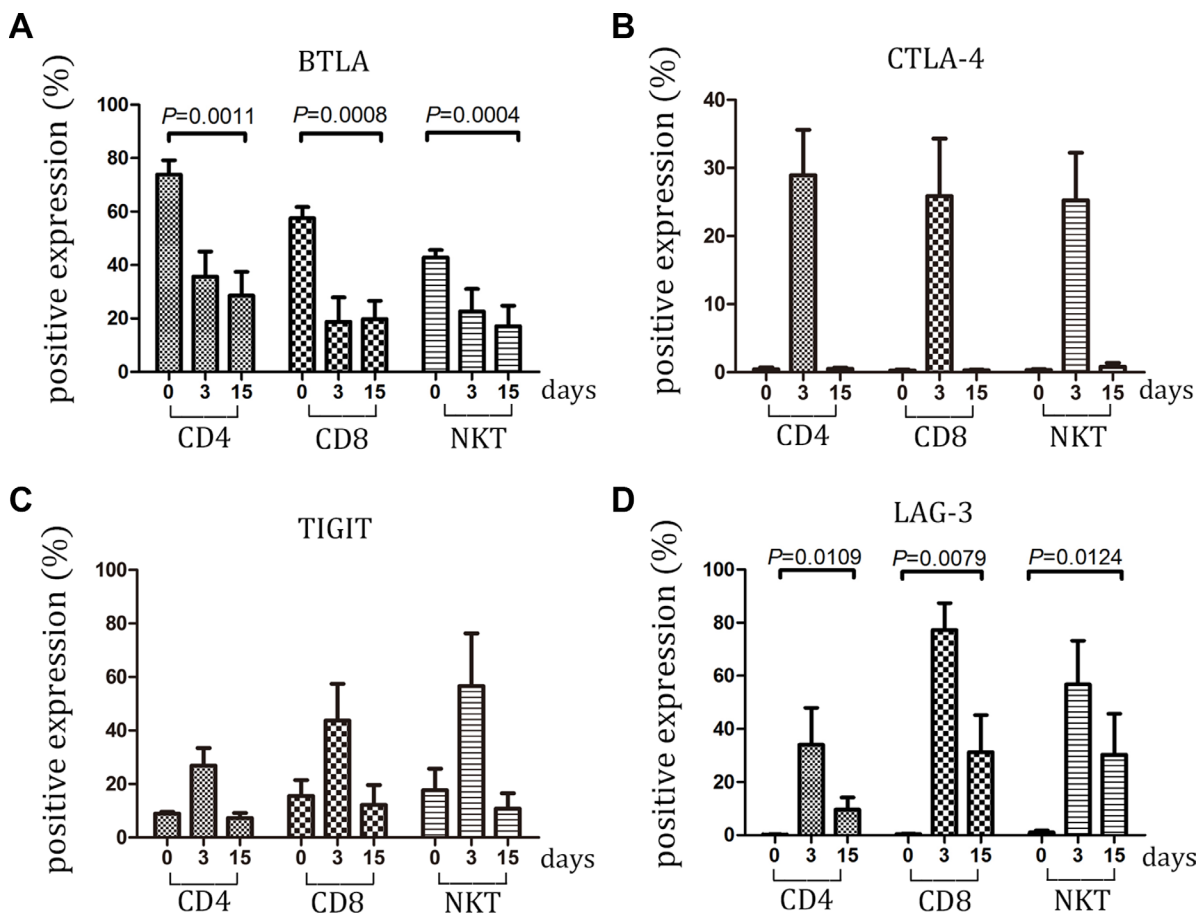 A
BTLA
positive expression (%)
100
80
60
40
20
0
P=0.0011
P=0.0008
P=0.0004
0 3 15 0 3 15 0 3 15 days
CD4 CD8 NKT
B
CTLA-4
positive expression (%)
40
30
20
10
0
0 3 15 0 3 15 0 3 15 days
CD4 CD8 NKT
C
TIGIT
positive expression (%)
100
80
60
40
20
0
0 3 15 0 3 15 0 3 15 days
CD4 CD8 NKT
D
LAG-3
positive expression (%)
100
80
60
40
20
0
P=0.0109
P=0.0079
P=0.0124
0 3 15 0 3 15 0 3 15 days
CD4 CD8 NKT